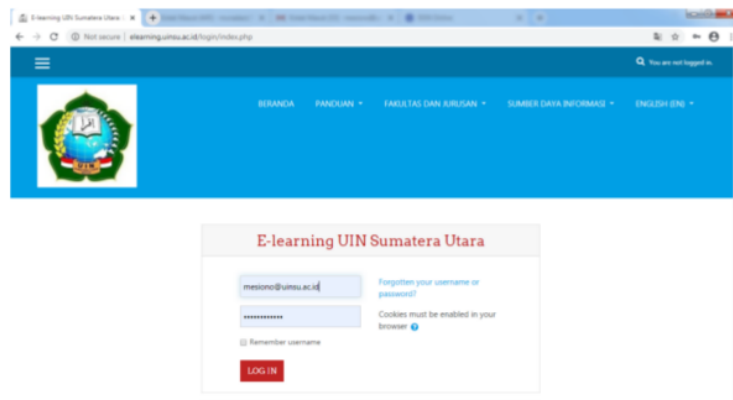 E-learning UIN Sumatera Utara :
Not secure | elearning.uinsu.ac.id/login/index.php
You are not logged in.
BERANDA PANDUAN FAKULTAS DAN JURUSAN SUMBER DAYA INFORMASI ENGLISH (EN)
UIN
E-learning UIN Sumatera Utara
mesiono@uinsu.ac.id
Forgotten your username or
password?
••••••••••••
Cookies must be enabled in your
browser
Remember username
LOG IN